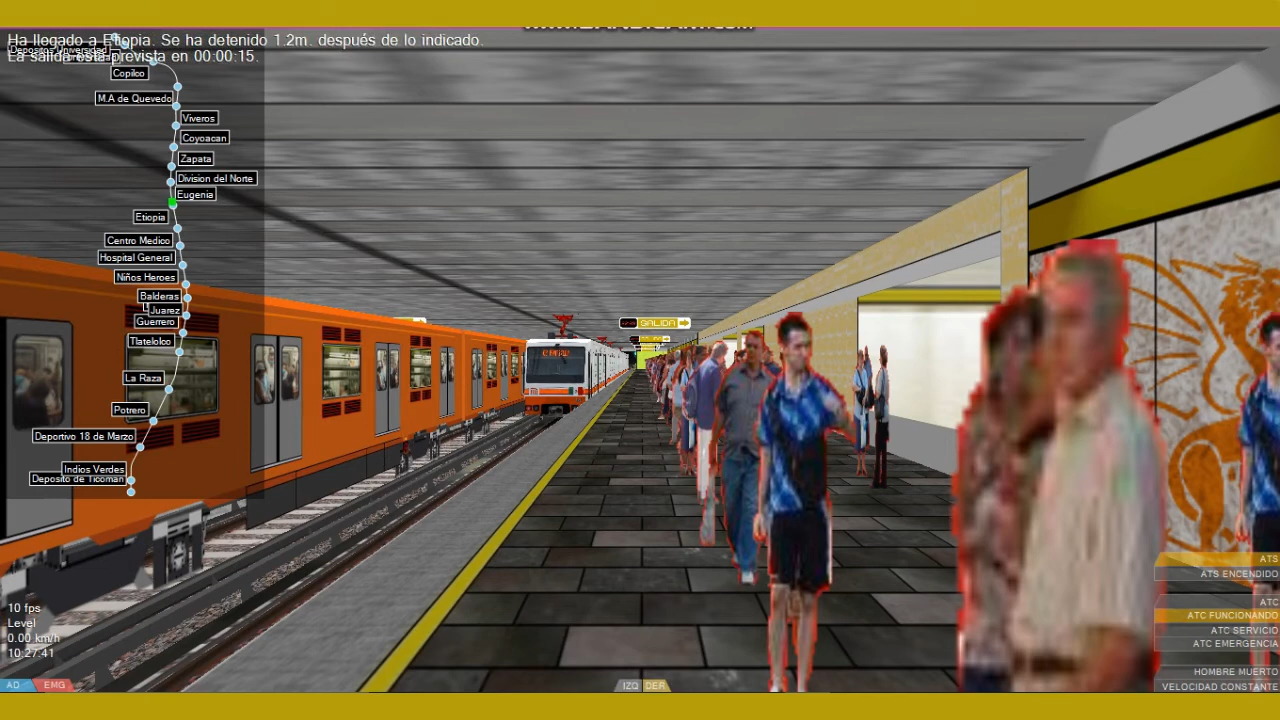 Ha llegado a Etiopia. Se ha detenido 1.2m. después de lo indicado.
La salida está prevista en 00:00:15.
Depositos Universidad
Copilco
M.A de Quevedo
Viveros
Coyoacan
Zapata
Division del Norte
Eugenia
Etiopia
Centro Medico
Hospital General
Niños Heroes
Balderas
Juarez
Guerrero
Tlatelolco
La Raza
Potrero
Deportivo 18 de Marzo
Indios Verdes
Deposito de Ticoman
SALIDA
10 fps
Level
0.00 km/h
10:27:41
AD
EMG
IZQ
DER
ATS
ATS ENCENDIDO
ATC
ATC FUNCIONANDO
ATC SERVICIO
ATC EMERGENCIA
HOMBRE MUERTO
VELOCIDAD CONSTANTE